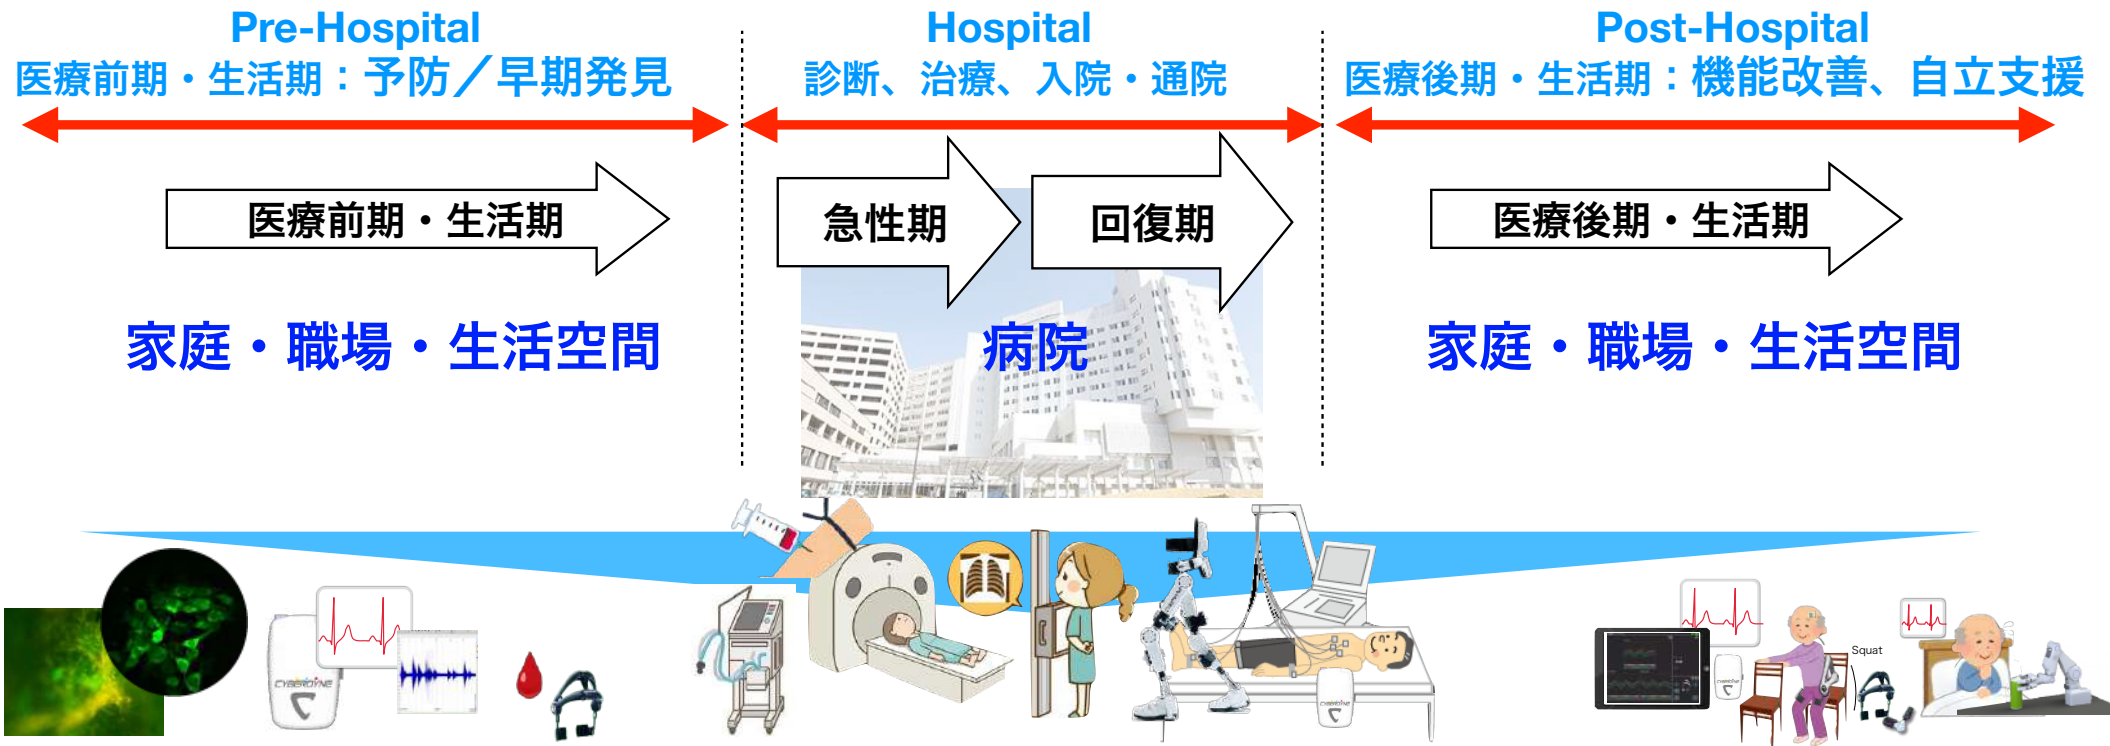 Pre-Hospital
医療前期・生活期：予防／早期発見
Hospital
診断、治療、入院・通院
Post-Hospital
医療後期・生活期：機能改善、自立支援
医療前期・生活期
急性期
回復期
医療後期・生活期
家庭・職場・生活空間
病院
家庭・職場・生活空間
CYBERDYNE
Squat
CYBERDYNE
CYBERDYNE